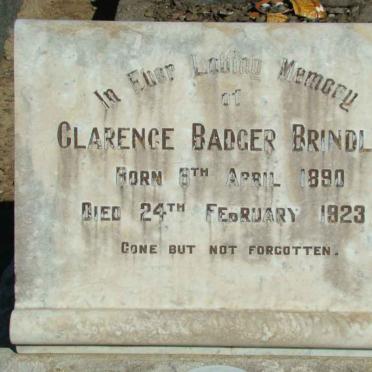 In Ever Loving Memory
of
CLARENCE BADGER BRINDL
BORN 6TH APRIL 1890
DIED 24TH FEBRUARY 1923
GONE BUT NOT FORGOTTEN.